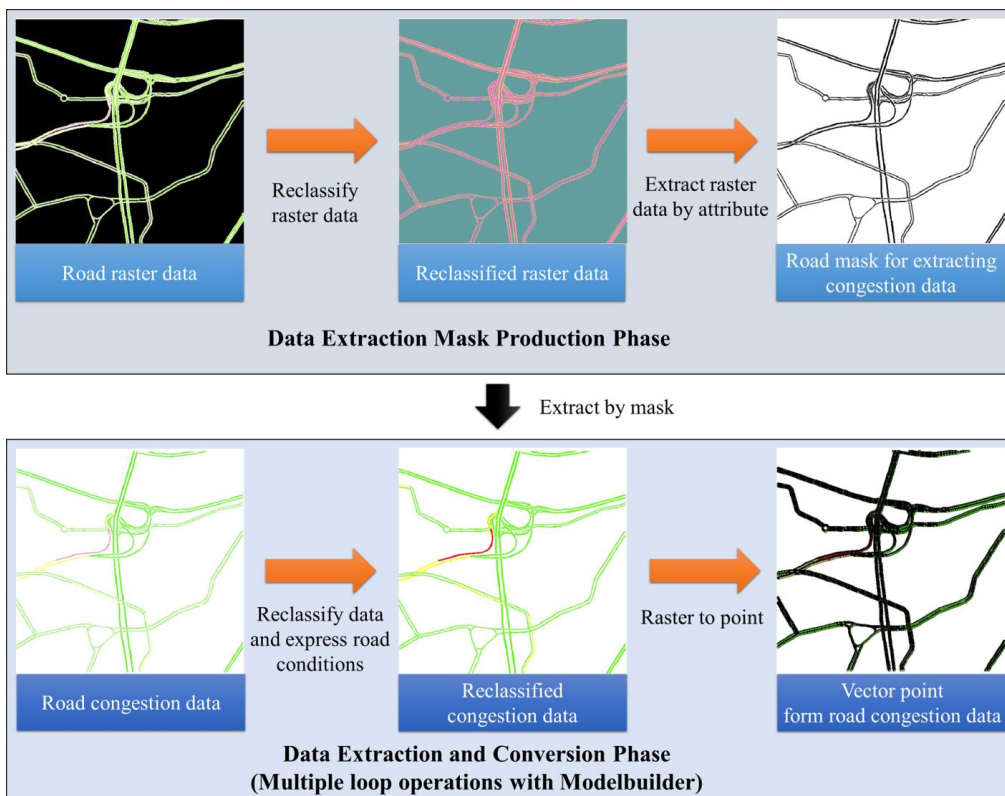 Reclassify
raster data
Extract raster
data by attribute
Road raster data
Reclassified raster data
Road mask for extracting
congestion data
Data Extraction Mask Production Phase
Extract by mask
Reclassify data
and express road
conditions
Raster to point
Road congestion data
Reclassified
congestion data
Vector point
form road congestion data
Data Extraction and Conversion Phase
(Multiple loop operations with Modelbuilder)